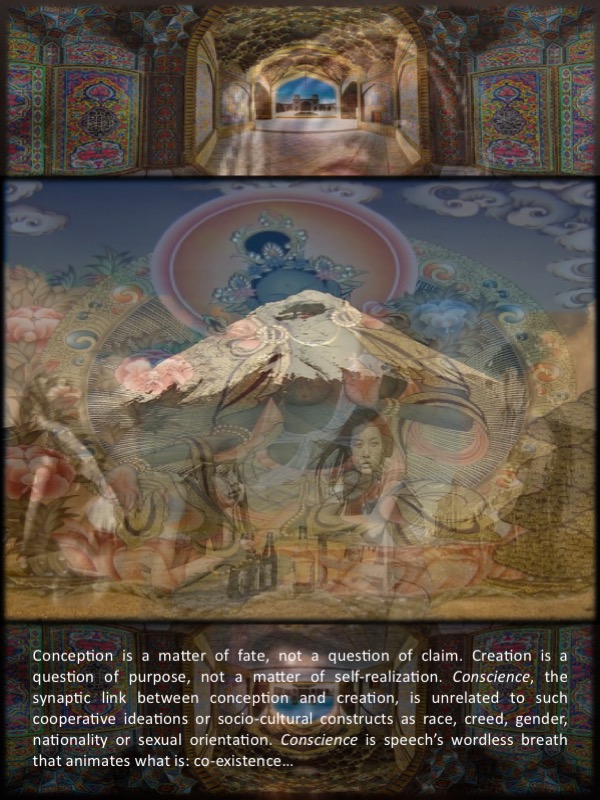 Conception is a matter of fate, not a question of claim. Creation is a
question of purpose, not a matter of self-realization. Conscience, the
synaptic link between conception and creation, is unrelated to such
cooperative ideations or socio-cultural constructs as race, creed, gender,
nationality or sexual orientation. Conscience is speech’s wordless breath
that animates what is: co-existence…